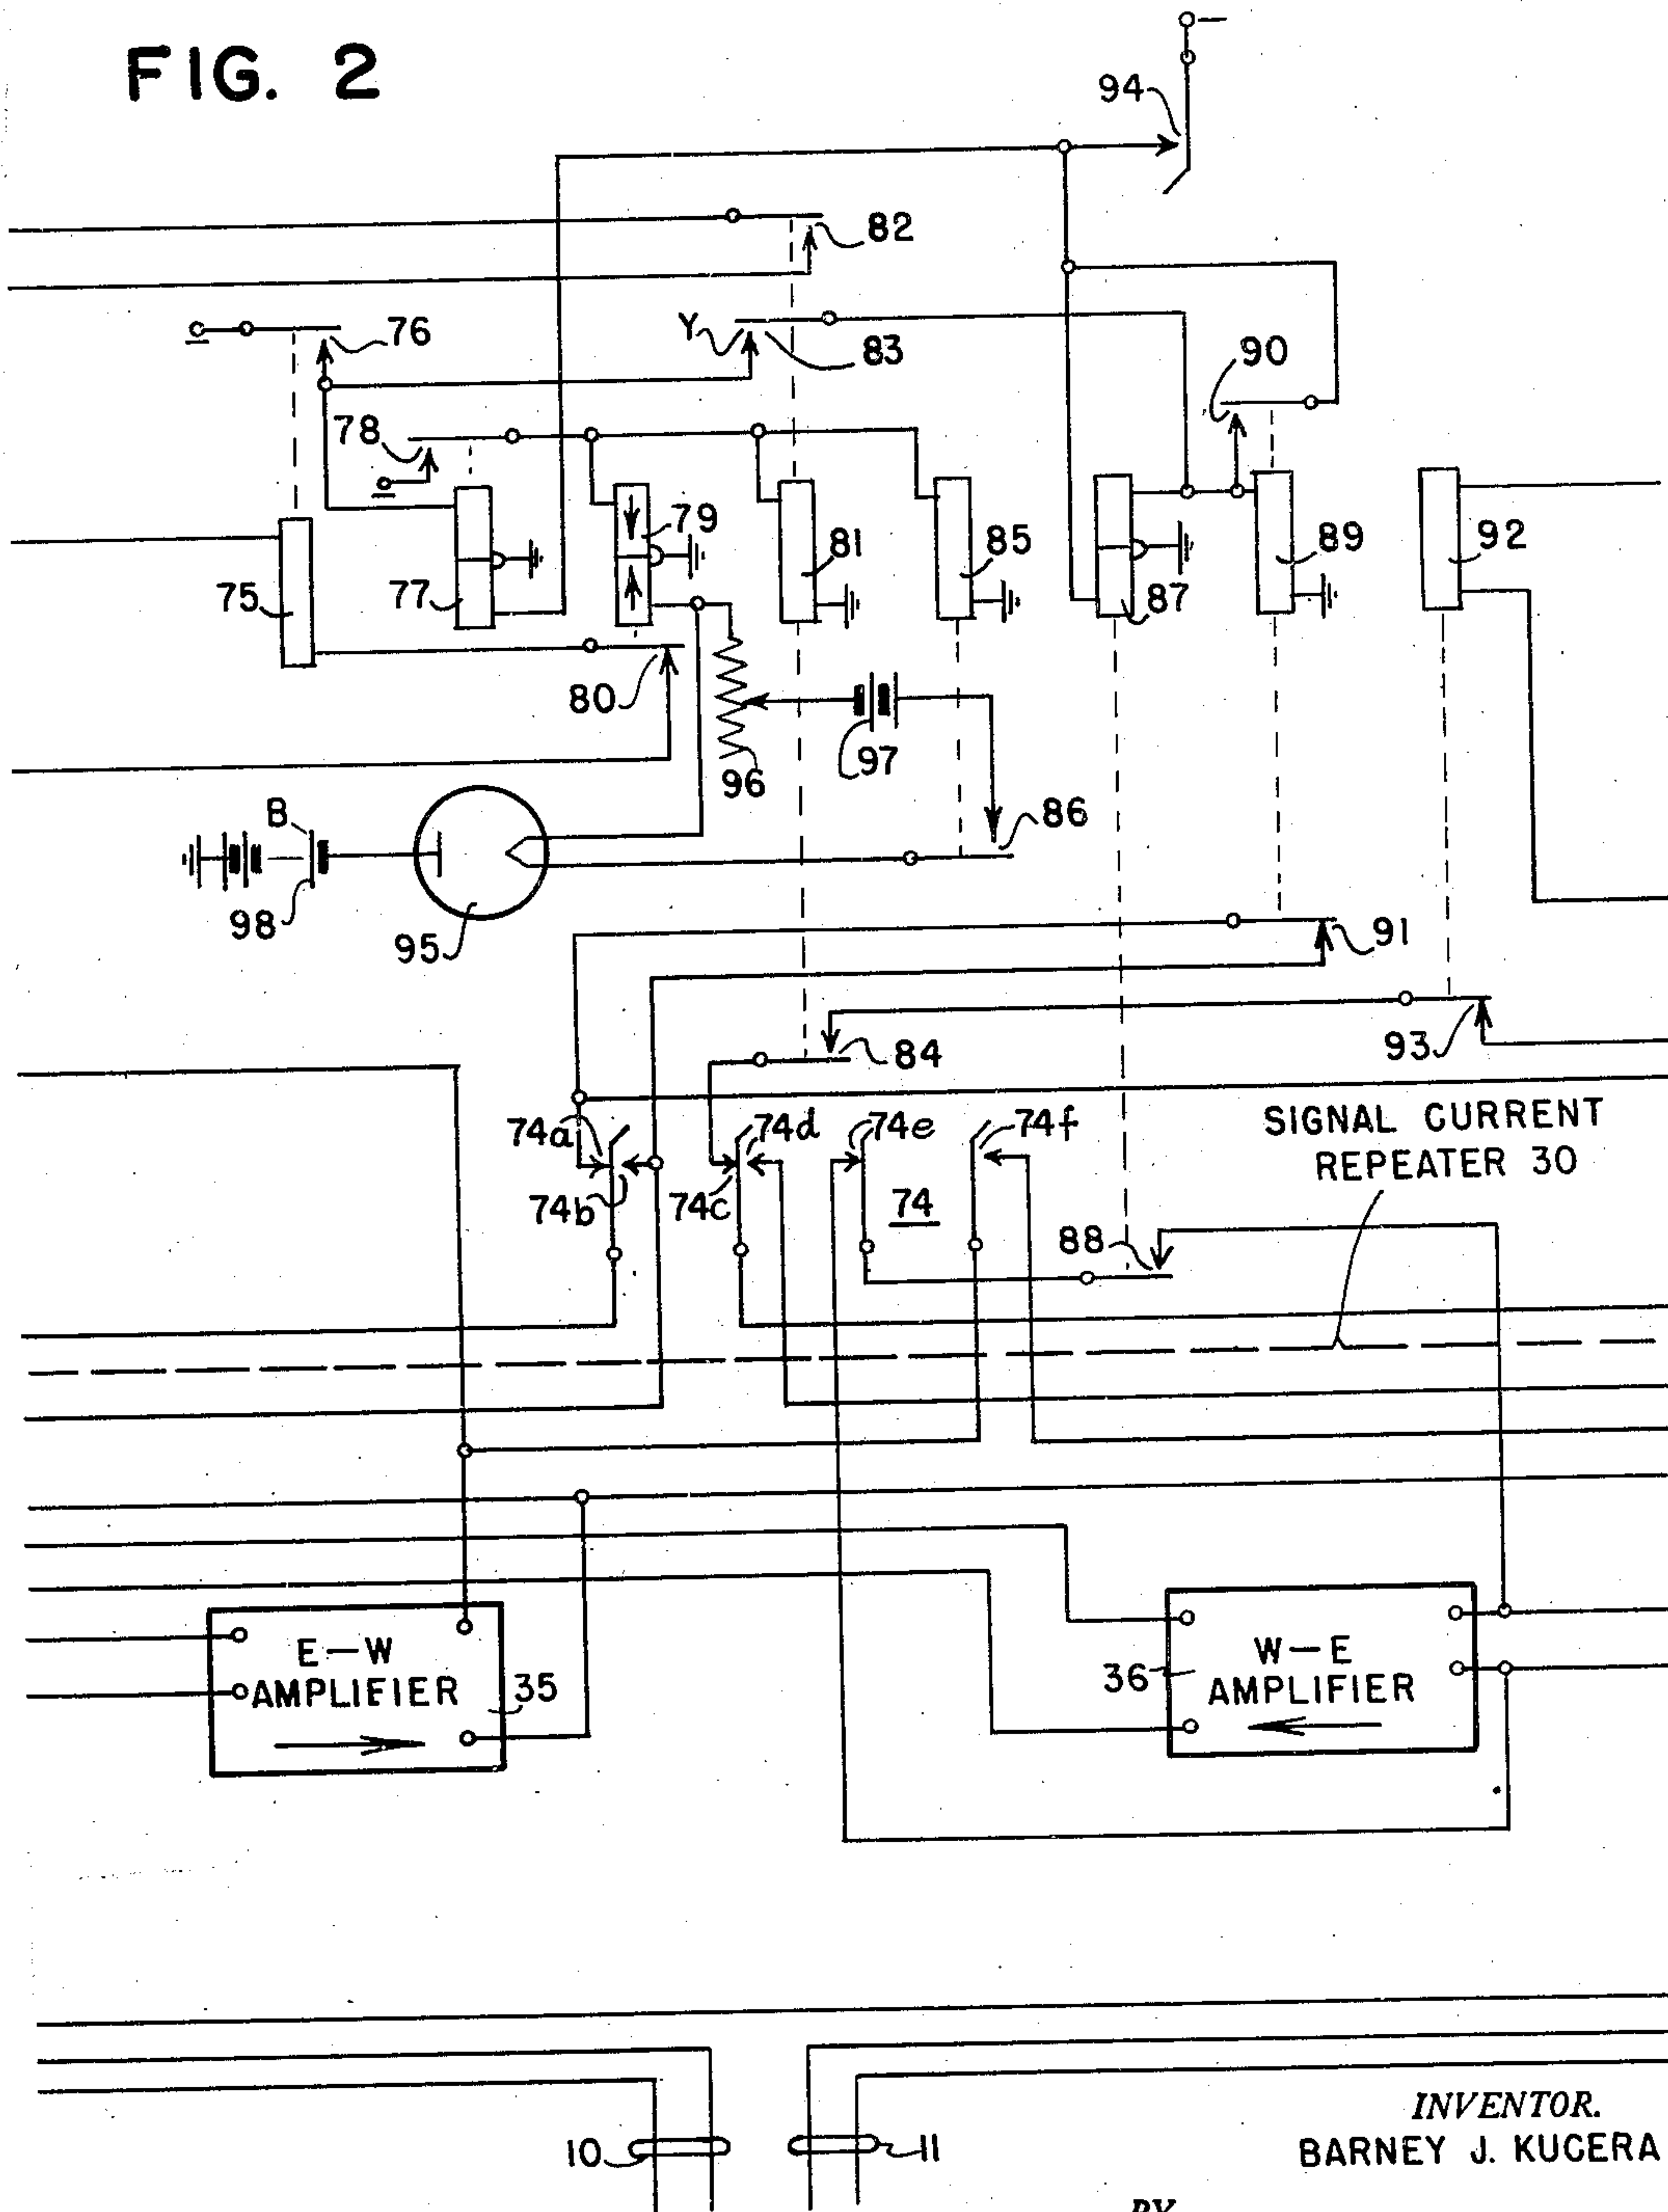 FIG. 2
94
82
76
Y
83
90
78
79
81
85
89
92
75
77
87
80
96
97
86
B
98
95
91
93
84
74a
74d
74e
74f
SIGNAL CURRENT
REPEATER 30
74b
74c
74
88
E—W
AMPLIFIER
35
W—E
AMPLIFIER
36
10
11
INVENTOR.
BARNEY J. KUCERA